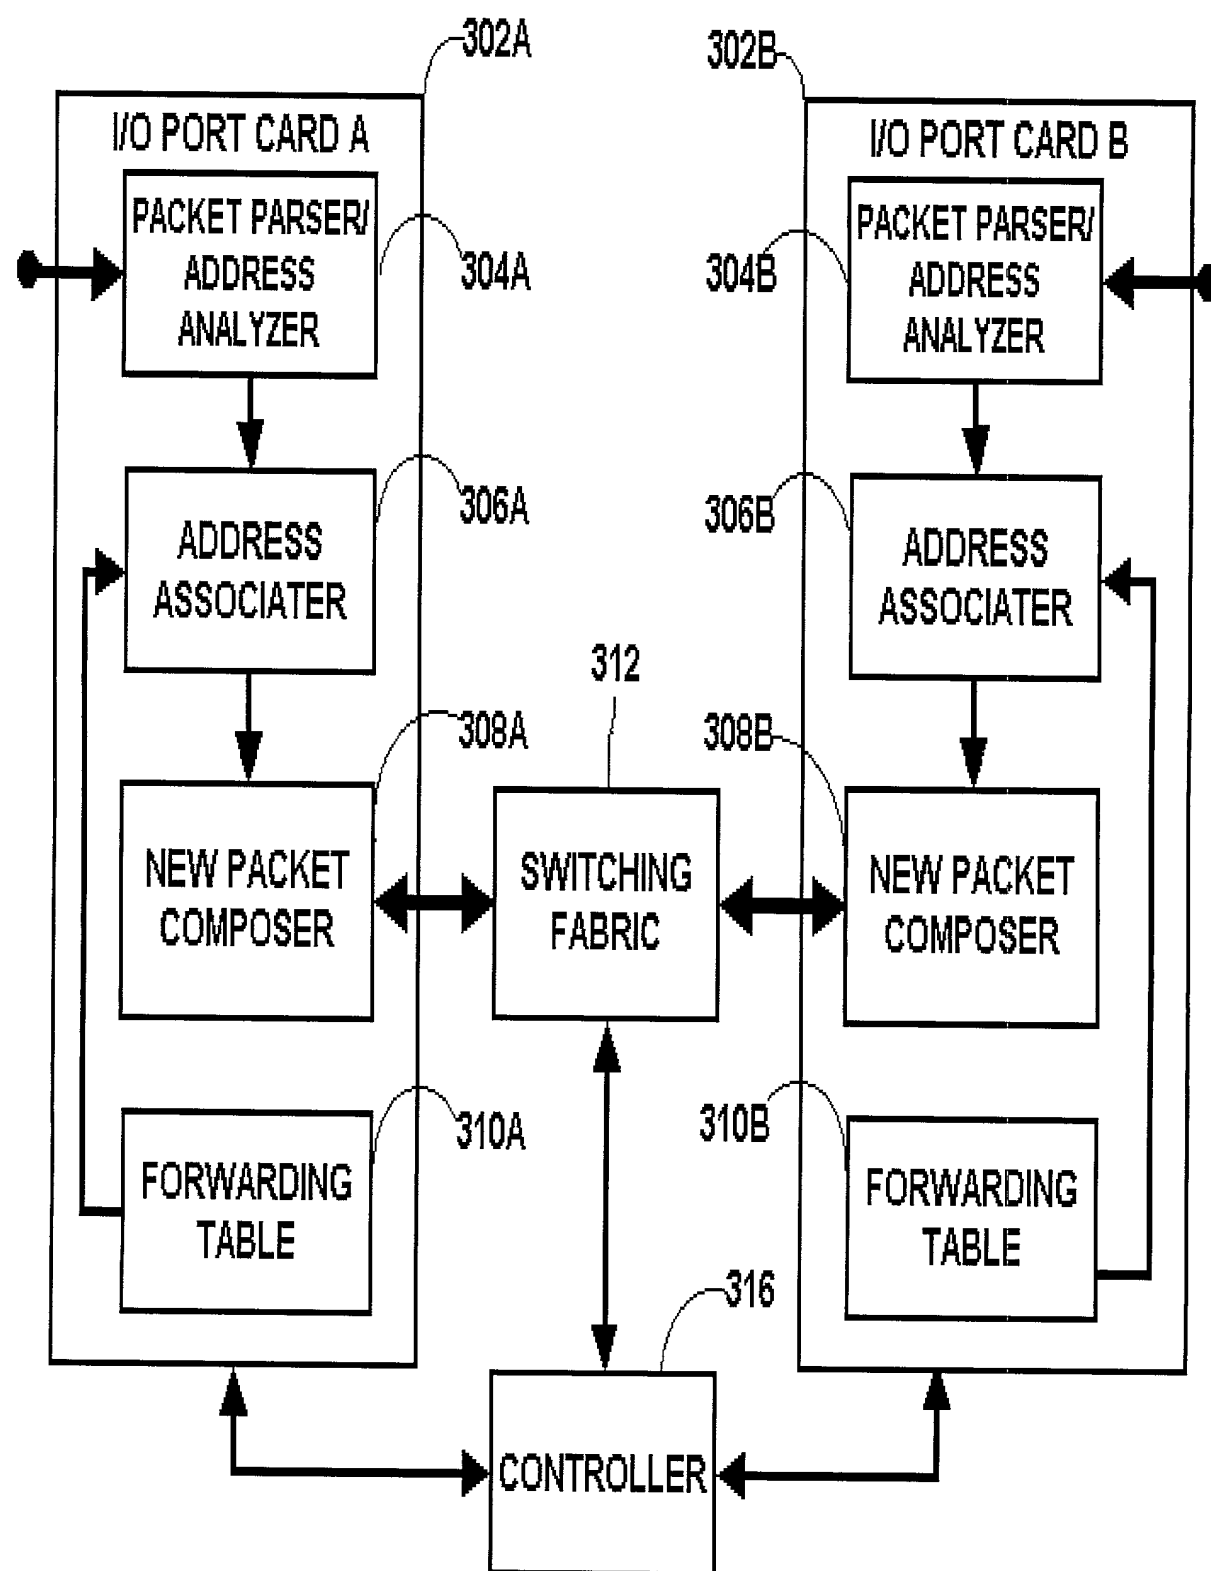 302A
302B
I/O PORT CARD A
I/O PORT CARD B
PACKET PARSER/
ADDRESS
ANALYZER
304A
304B
PACKET PARSER/
ADDRESS
ANALYZER
306A
306B
ADDRESS
ASSOCIATER
ADDRESS
ASSOCIATER
312
308A
308B
NEW PACKET
COMPOSER
SWITCHING
FABRIC
NEW PACKET
COMPOSER
310A
310B
FORWARDING
TABLE
FORWARDING
TABLE
316
CONTROLLER